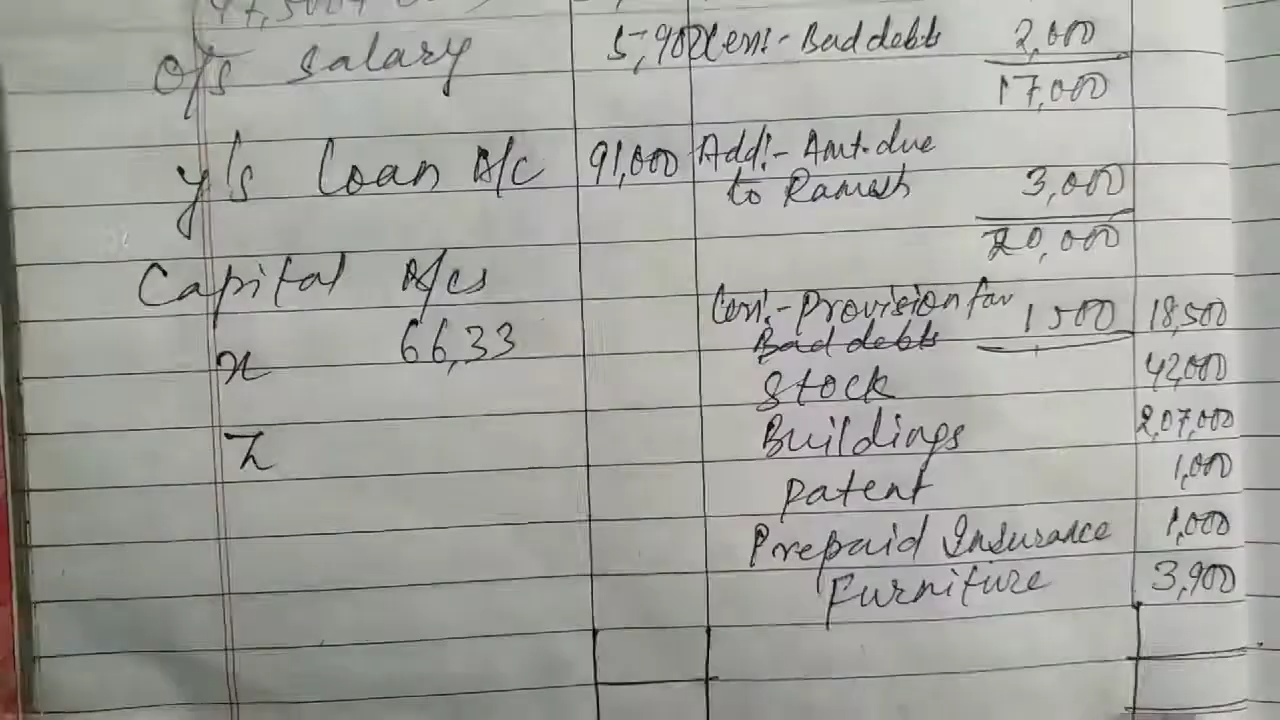 O/s salary 5,900 Less:- Bad debts 2,000
17,000
y's loan A/c 91,000 Add:- Amt. due
to Ramesh 3,000
20,000
Capital A/cs
Less:- Provision for
Bad debts 1500 18,500
x 66,33
Stock 42,000
Buildings 2,07,000
z
Patent 1,000
Prepaid Insurance 1,000
Furniture 3,900